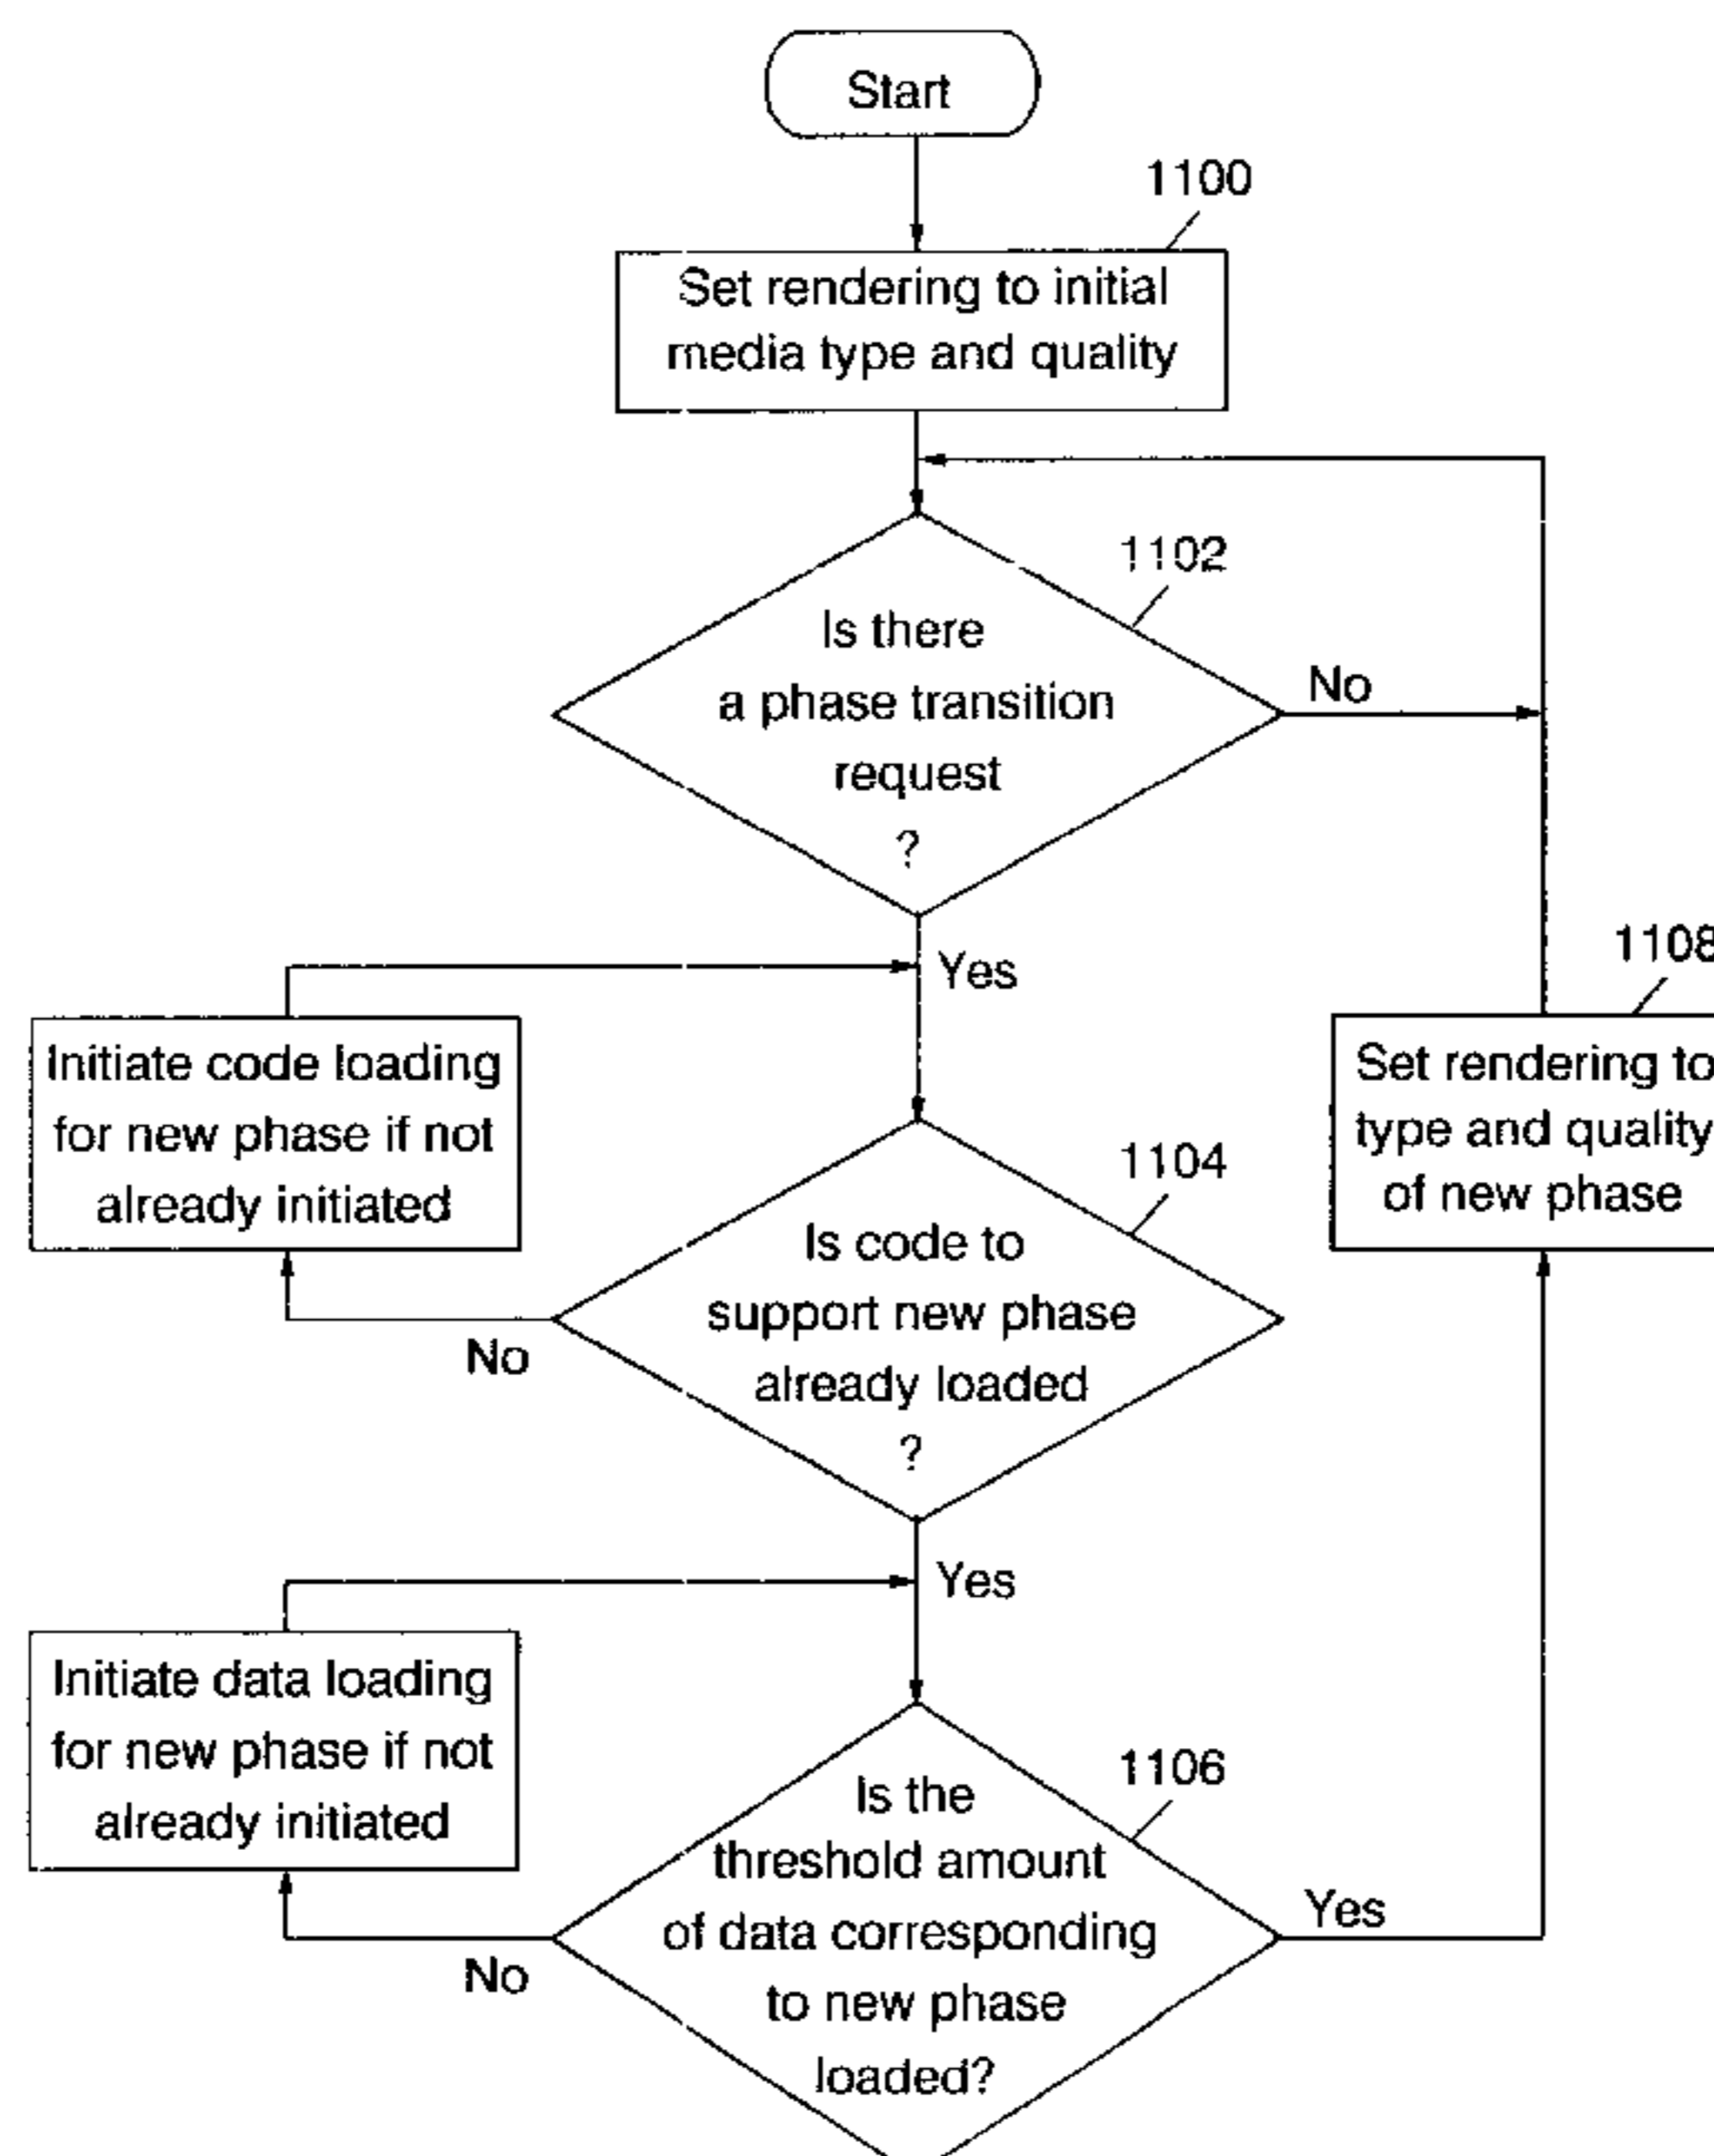 Start
1100
Set rendering to initial
media type and quality
1102
Is there
a phase transition
request
?
No
Yes
1108
Initiate code loading
for new phase if not
already initiated
Set rendering to
type and quality
of new phase
1104
Is code to
support new phase
already loaded
?
No
Yes
Initiate data loading
for new phase if not
already initiated
1106
Is the
threshold amount
of data corresponding
to new phase
loaded?
Yes
No